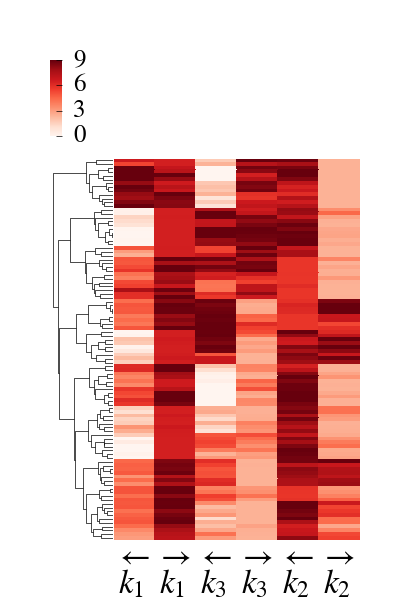 9
6
3
0
← → ← → ← →
k₁ k₁ k₃ k₃ k₂ k₂